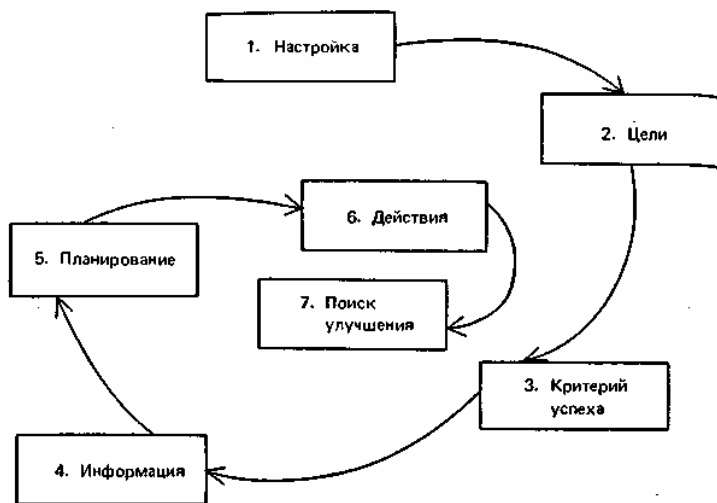 1. Настройка
2. Цели
3. Критерий
успеха
4. Информация
5. Планирование
6. Действия
7. Поиск
улучшения